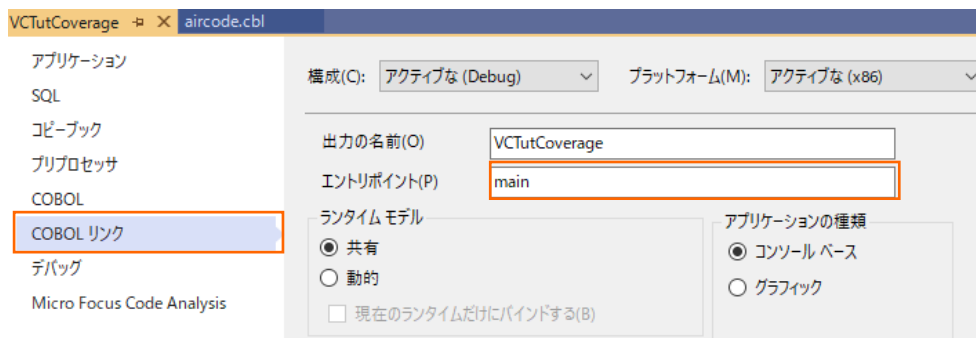 VCTutCoverage aircode.cbl
アプリケーション
SQL
コピーブック
プリプロセッサ
COBOL
COBOL リンク
デバッグ
Micro Focus Code Analysis
構成(C): アクティブな (Debug) プラットフォーム(M): アクティブな (x86)
出力の名前(O) VCTutCoverage
エントリポイント(P) main
ランタイム モデル
共有
動的
現在のランタイムだけにバインドする(B)
アプリケーションの種類
コンソール ベース
グラフィック